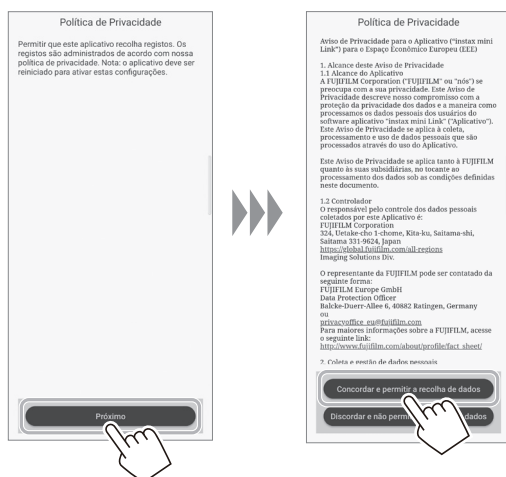 Política de Privacidade
Permitir que este aplicativo recolha registos. Os
registos são administrados de acordo com nossa
política de privacidade. Nota: o aplicativo deve ser
reiniciado para ativar estas configurações.
Próximo
Política de Privacidade
Aviso de Privacidade para o Aplicativo ("instax mini
Link") para o Espaço Econômico Europeu (EEE)
1. Alcance deste Aviso de Privacidade
1.1 Alcance do Aplicativo
A FUJIFILM Corporation ("FUJIFILM" ou "nós") se
preocupa com a sua privacidade. Este Aviso de
Privacidade descreve nosso compromisso com a
proteção da privacidade dos dados e a maneira como
processamos os dados pessoais dos usuários do
software aplicativo "instax mini Link" ("Aplicativo").
Este Aviso de Privacidade se aplica à coleta,
processamento e uso de dados pessoais que são
processados através do uso do Aplicativo.
Este Aviso de Privacidade se aplica tanto à FUJIFILM
quanto às suas subsidiárias, no tocante ao
processamento dos dados sob as condições definidas
neste documento.
1.2 Controlador
O responsável pelo controle dos dados pessoais
coletados por este Aplicativo é:
FUJIFILM Corporation
324, Uetake-cho 1-chome, Kita-ku, Saitama-shi,
Saitama 331-9624, Japan
https://global.fujifilm.com/all-regions
Imaging Solutions Div.
O representante da FUJIFILM pode ser contatado da
seguinte forma:
FUJIFILM Europe GmbH
Data Protection Officer
Balcke-Duerr-Allee 6, 40882 Ratingen, Germany
ou
privacyoffice_eu@fujifilm.com
Para maiores informações sobre a FUJIFILM, acesse
o seguinte link:
http://www.fujifilm.com/about/profile/fact_sheet/
2. Coleta e gestão de dados pessoais
Concordar e permitir a recolha de dados
Discordar e não dados